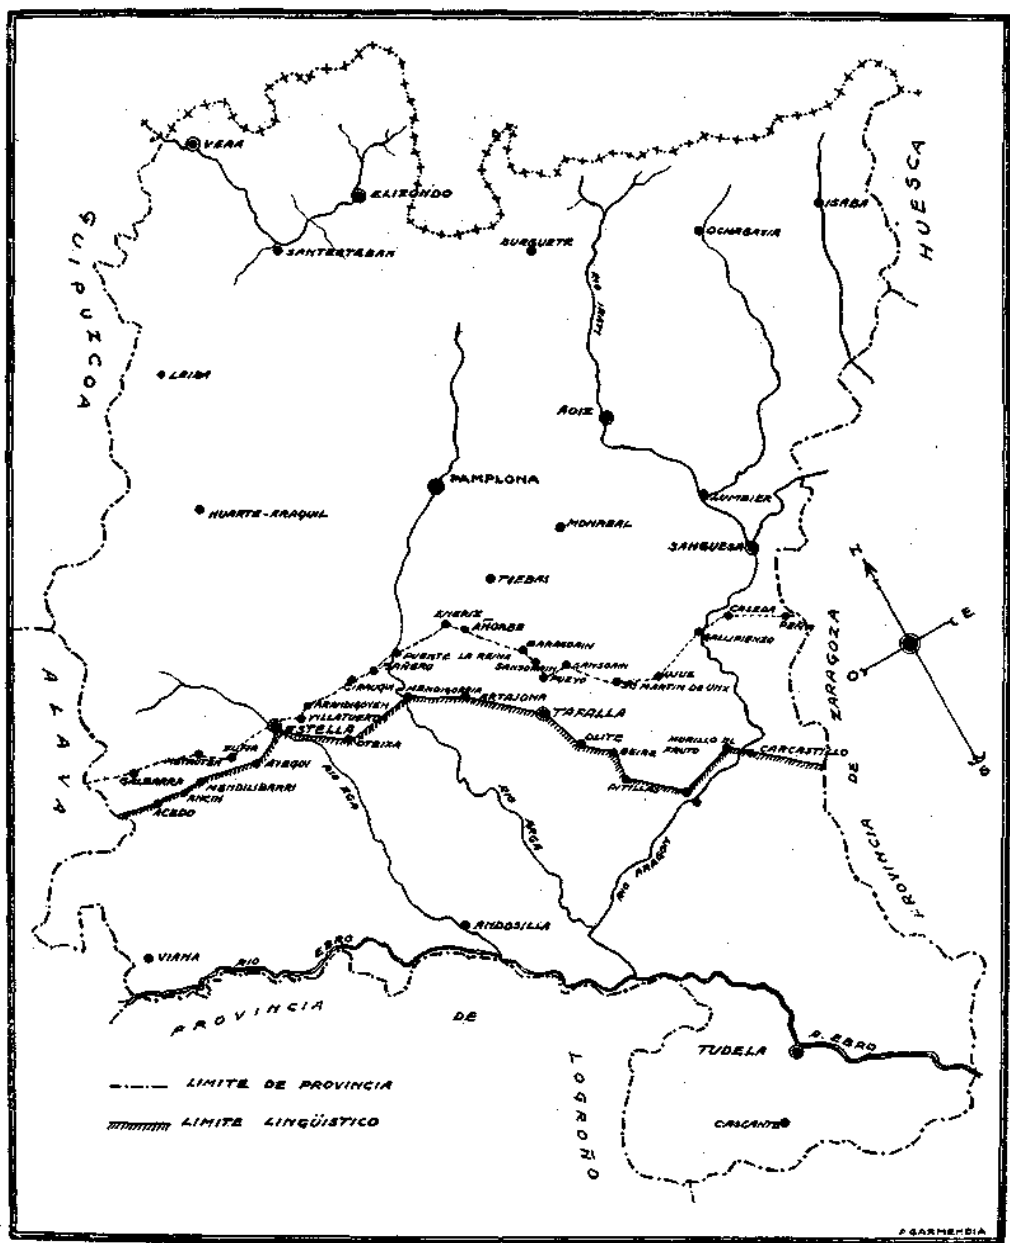 VERA
ELIZONDO
SANTESTEBAN
BURGUETE
OCHAGAVIA
ISABA
HUESCA
GUIPUZCOA
RIO IRATI
LEIZA
AOIZ
PAMPLONA
HUARTE-ARAQUIL
MONREAL
LUMBIER
SANGUESA
TIEBAS
N
E
O
S
CASEDA
PEÑA
GALLIPIENZO
ENERIZ
AÑORBE
BARASOAIN
PUENTE LA REINA
MAÑERU
SANSOAIN
PUEYO
UJUE
Sn MARTIN DE UNX
CIRAUQUI
MENDIGORRIA
ARTAJONA
TAFALLA
VILLATUERTA
ESTELLA
OTEIZA
OLITE
BEIRE
MURILLO EL
FRUTO
CARCASTILLO
PITILLAS
ZUFIA
AYEGUI
GALBARRA
MENDILIBARRI
ANCIN
ACEDO
ALAVA
RIO EGA
RIO ARGA
RIO ARAGON
PROVINCIA DE ZARAGOZA
ANDOSILLA
VIANA
RIO EBRO
PROVINCIA DE LOGROÑO
TUDELA
R. EBRO
CASCANTE
LIMITE DE PROVINCIA
LIMITE LINGÜISTICO
P GARMENDIA